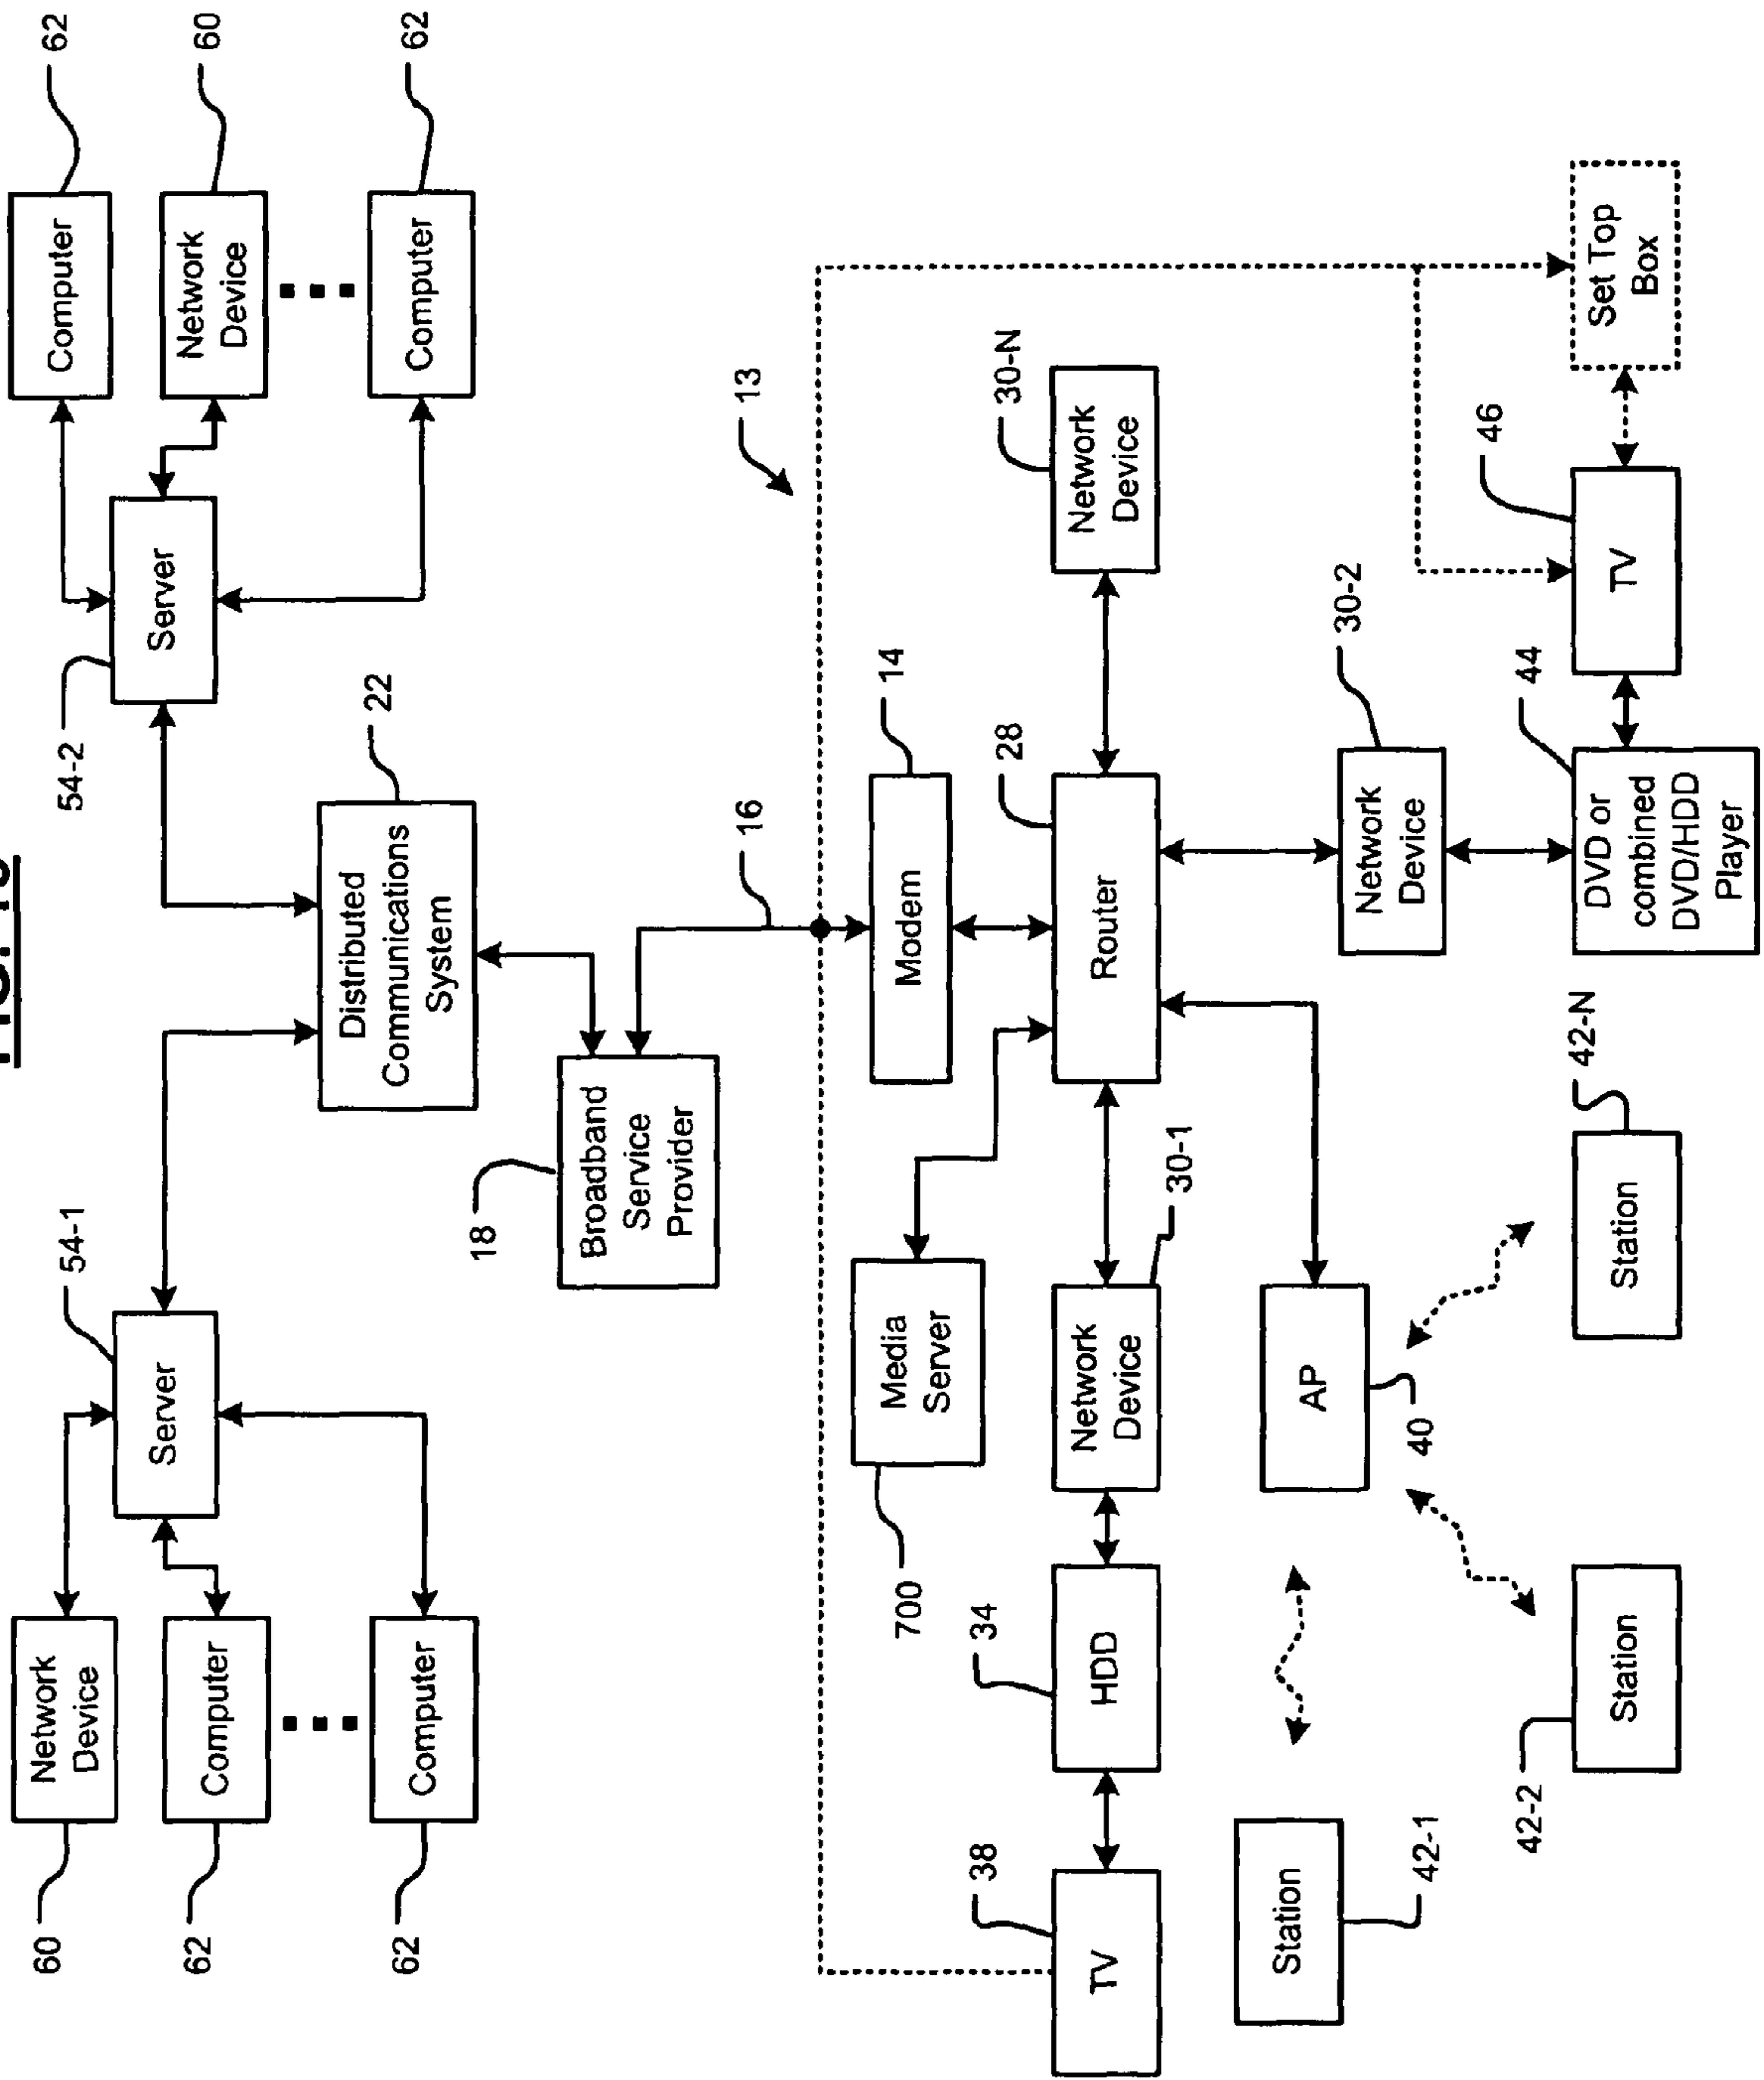 FIG.
60
Network
Device
54-1
Server
54-2
Server
Computer
62
62
Computer
Network
Device
60
62
Computer
Computer
62
Distributed
Communications
System
22
18
Broadband
Service
Provider
16
13
700
Media
Server
Modem
14
38
TV
34
HDD
Network
Device
30-1
Router
28
Network
Device
30-N
Station
42-1
AP
40
Network
Device
30-2
42-2
Station
Station
42-N
DVD or
combined
DVD/HDD
Player
44
TV
46
Set Top
Box